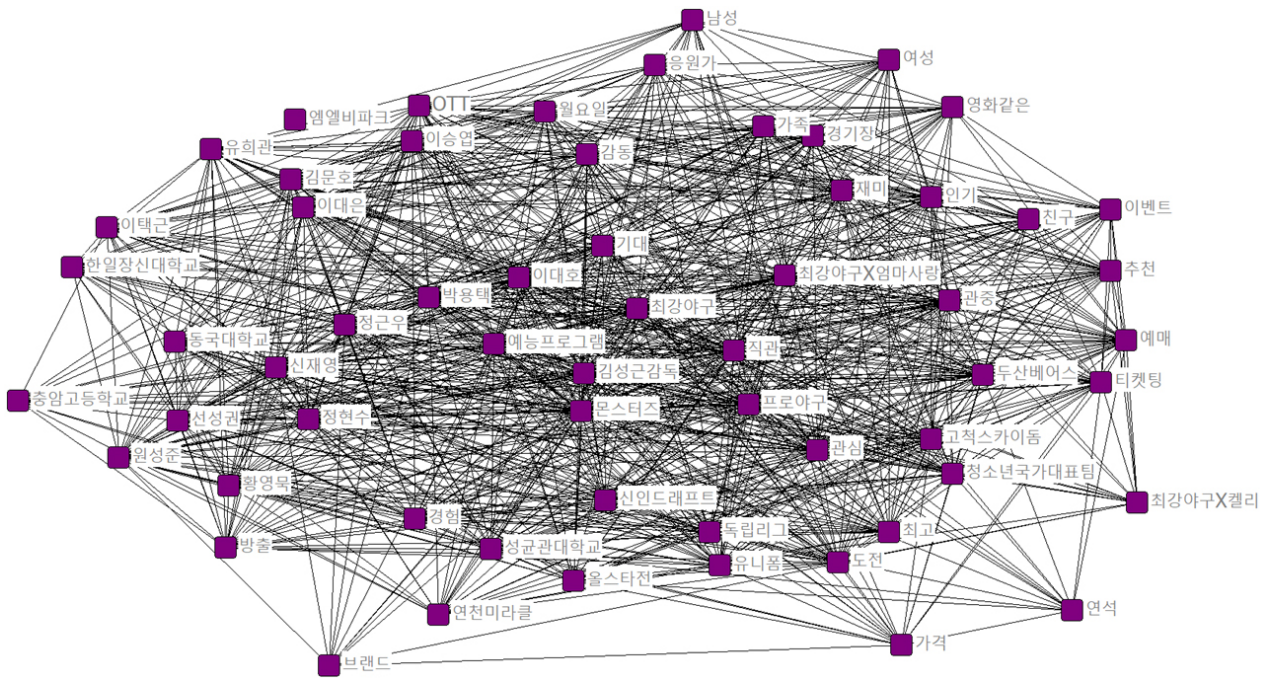 남성
여성
응원가
영화같은
OTT
월요일
엠엘비파크
가족
경기장
이승엽
유희관
감동
김문호
재미
인기
이대은
이벤트
친구
이택근
기대
한일장신대학교
추천
이대호
최강야구X엄마사랑
박용택
관중
최강야구
정근우
예매
동국대학교
예능프로그램
직관
신재영
김성근감독
두산베어스
티켓팅
충암고등학교
몬스터즈
프로야구
선성권
정현수
고척스카이돔
관심
원성준
청소년국가대표팀
황영묵
신인드래프트
최강야구X켈리
경험
독립리그
최고
방출
성균관대학교
유니폼
도전
올스타전
연천미라클
연석
가격
브랜드